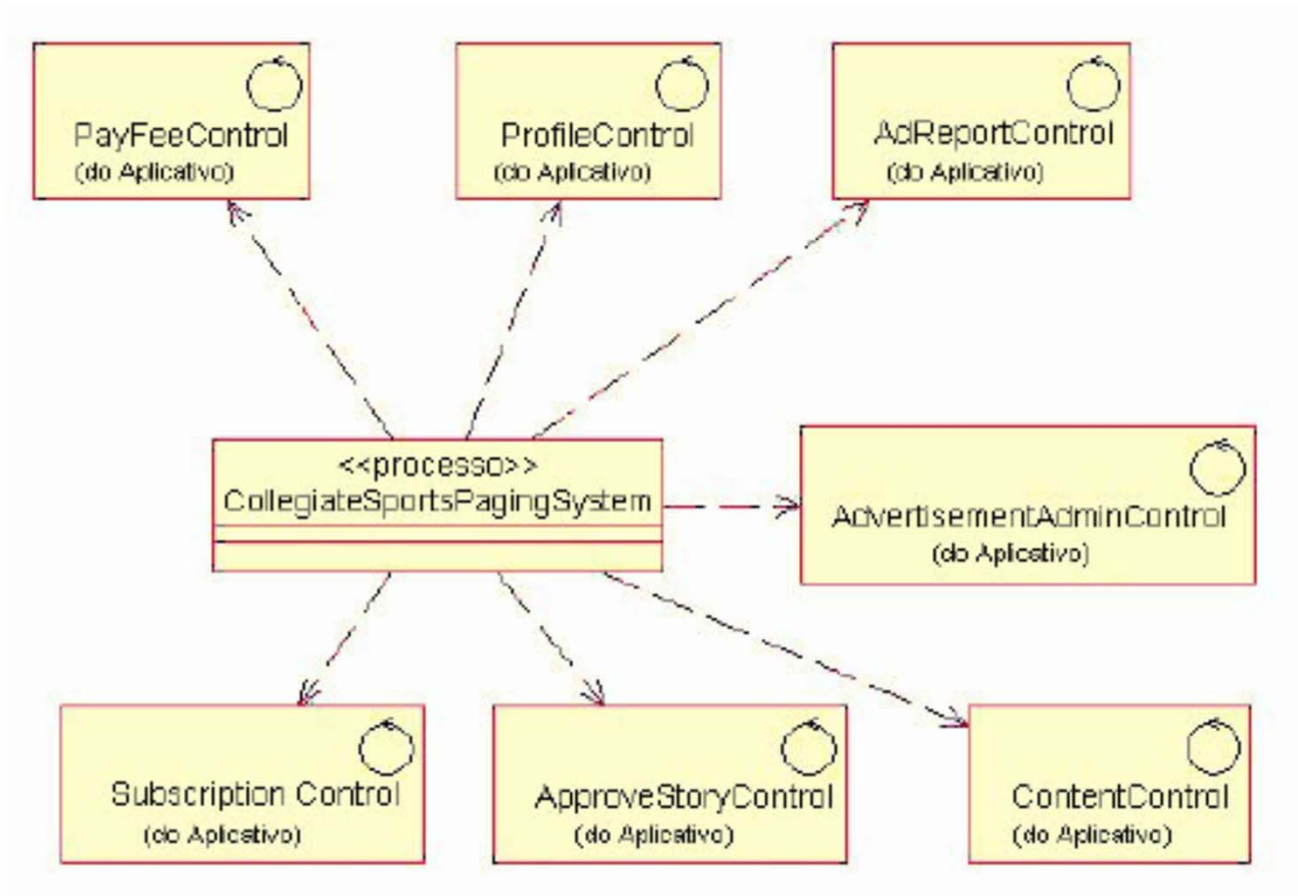 PayFeeControl
(do Aplicativo)
ProfileControl
(do Aplicativo)
AdReportControl
(do Aplicativo)
<<processo>>
CollegiateSportsPagingSystem
AdvertisementAdminControl
(do Aplicativo)
Subscription Control
(do Aplicativo)
ApproveStoryControl
(do Aplicativo)
ContentControl
(do Aplicativo)